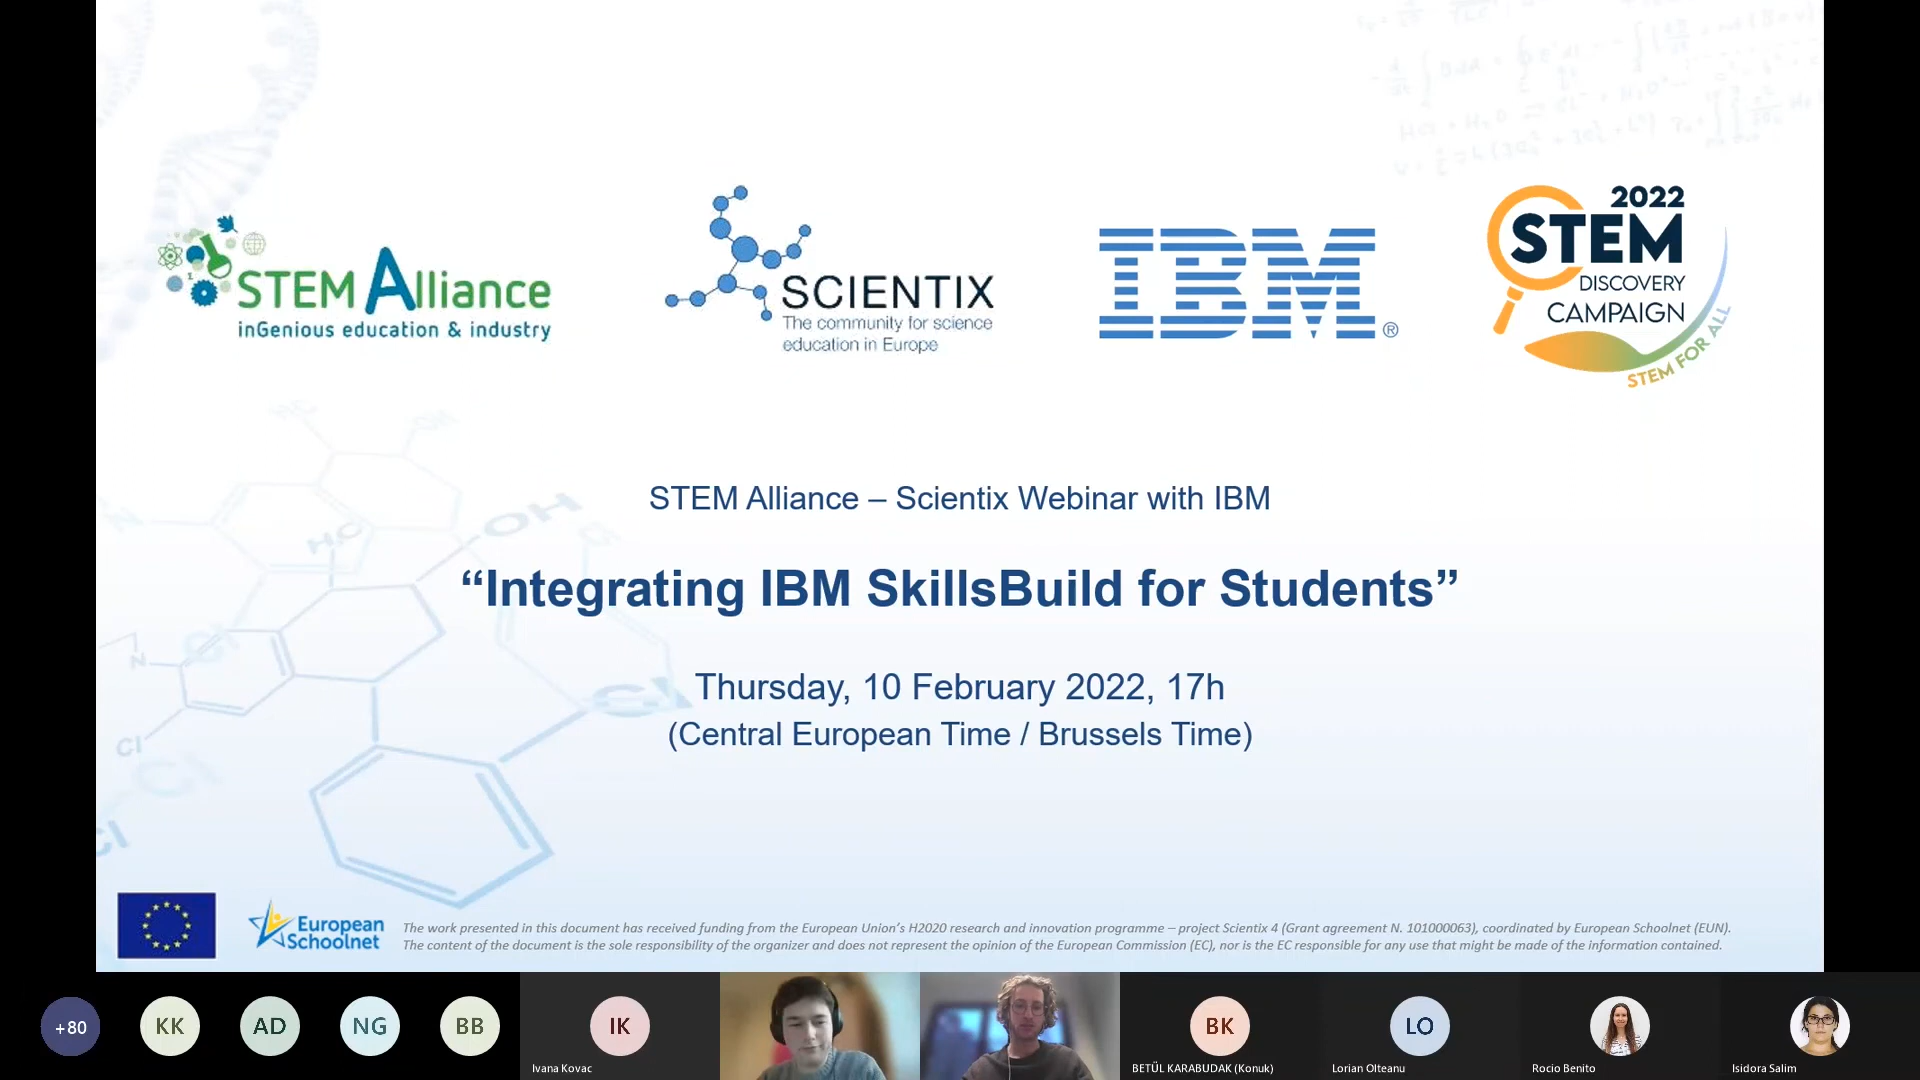 STEM Alliance
inGenious education & industry
SCIENTIX
The community for science
education in Europe
IBM®
2022
STEM
DISCOVERY
CAMPAIGN
STEM FOR ALL
STEM Alliance – Scientix Webinar with IBM
“Integrating IBM SkillsBuild for Students”
Thursday, 10 February 2022, 17h
(Central European Time / Brussels Time)
OH
H₃C
N
Cl
Cl
Cl
European
Schoolnet
The work presented in this document has received funding from the European Union’s H2020 research and innovation programme – project Scientix 4 (Grant agreement N. 101000063), coordinated by European Schoolnet (EUN).
The content of the document is the sole responsibility of the organizer and does not represent the opinion of the European Commission (EC), nor is the EC responsible for any use that might be made of the information contained.
+80
KK
AD
NG
BB
IK
BK
LO
Ivana Kovac
BETÜL KARABUDAK (Konuk)
Lorian Olteanu
Rocio Benito
Isidora Salim